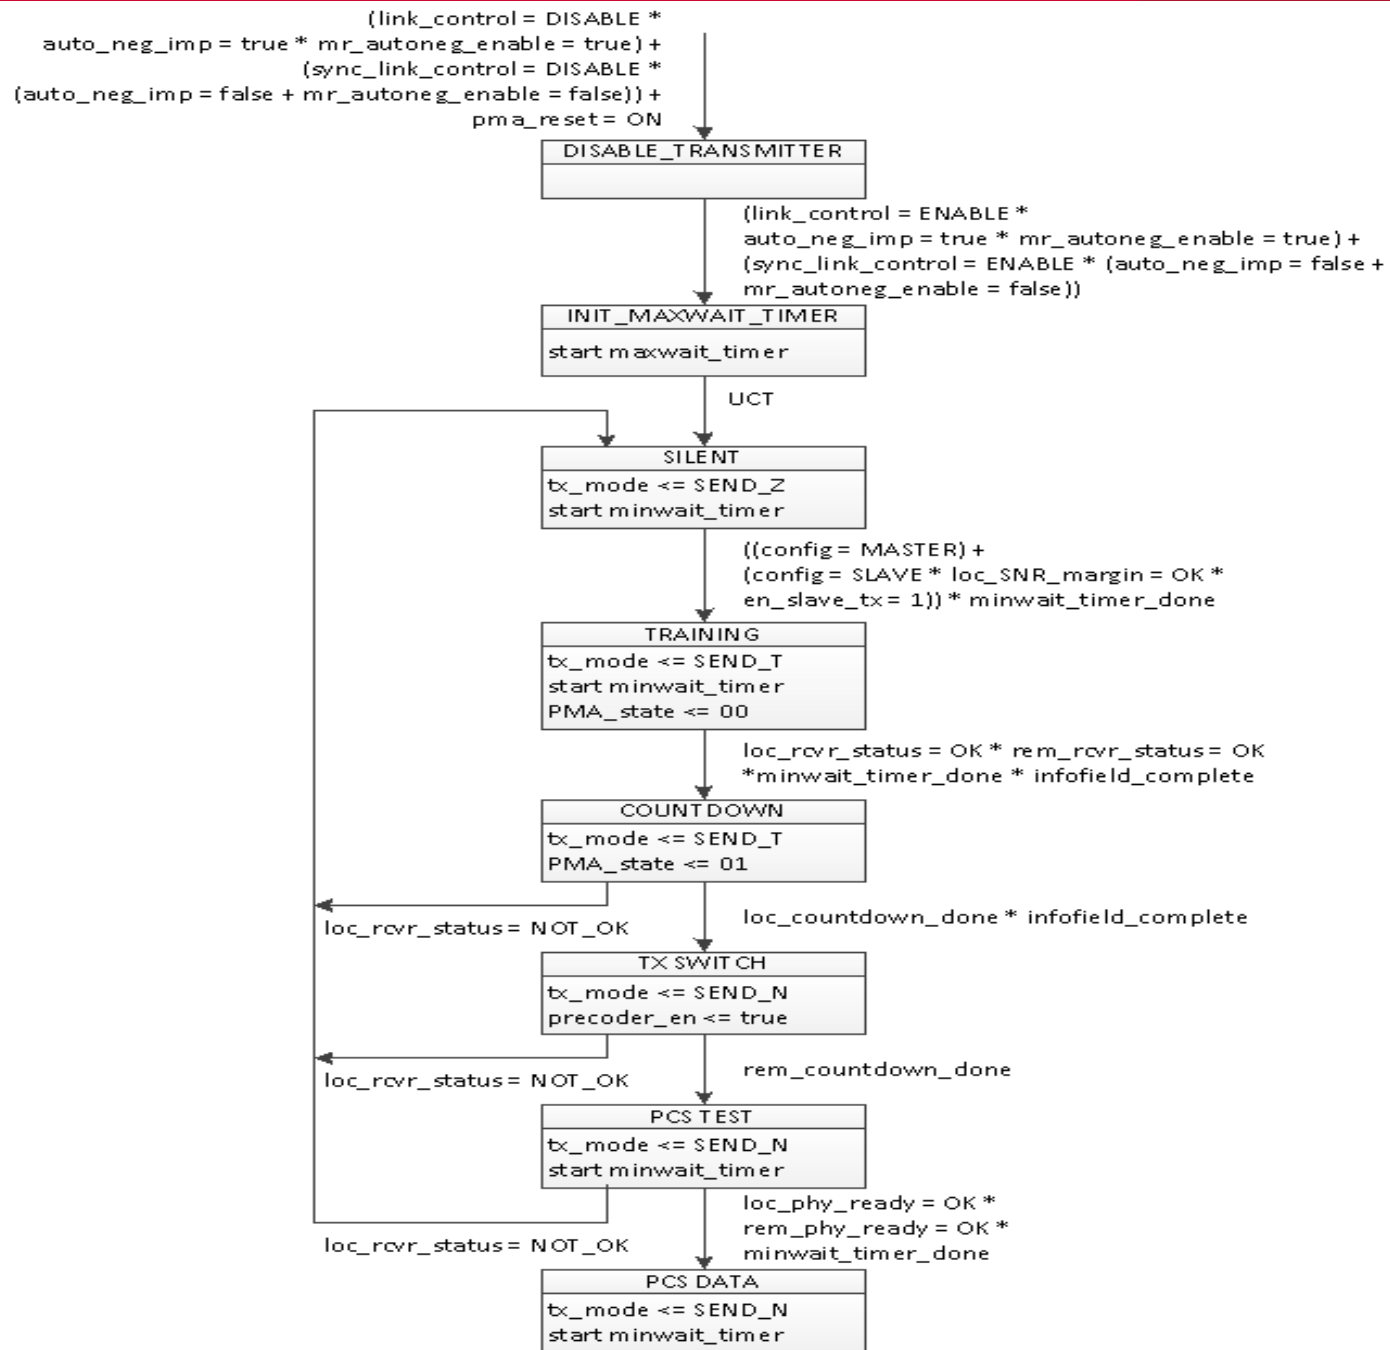 (link_control = DISABLE *
auto_neg_imp = true * mr_autoneg_enable = true) +
(sync_link_control = DISABLE *
(auto_neg_imp = false + mr_autoneg_enable = false)) +
pma_reset = ON
DISABLE_TRANSMITTER
(link_control = ENABLE *
auto_neg_imp = true * mr_autoneg_enable = true) +
(sync_link_control = ENABLE * (auto_neg_imp = false +
mr_autoneg_enable = false))
INIT_MAXWAIT_TIMER
start maxwait_timer
UCT
SILENT
tx_mode <= SEND_Z
start minwait_timer
((config = MASTER) +
(config = SLAVE * loc_SNR_margin = OK *
en_slave_tx = 1)) * minwait_timer_done
TRAINING
tx_mode <= SEND_T
start minwait_timer
PMA_state <= 00
loc_rcvr_status = OK * rem_rcvr_status = OK
*minwait_timer_done * infofield_complete
COUNTDOWN
tx_mode <= SEND_T
PMA_state <= 01
loc_rcvr_status = NOT_OK
loc_countdown_done * infofield_complete
TX SWITCH
tx_mode <= SEND_N
precoder_en <= true
loc_rcvr_status = NOT_OK
rem_countdown_done
PCS TEST
tx_mode <= SEND_N
start minwait_timer
loc_phy_ready = OK *
rem_phy_ready = OK *
minwait_timer_done
loc_rcvr_status = NOT_OK
PCS DATA
tx_mode <= SEND_N
start minwait_timer